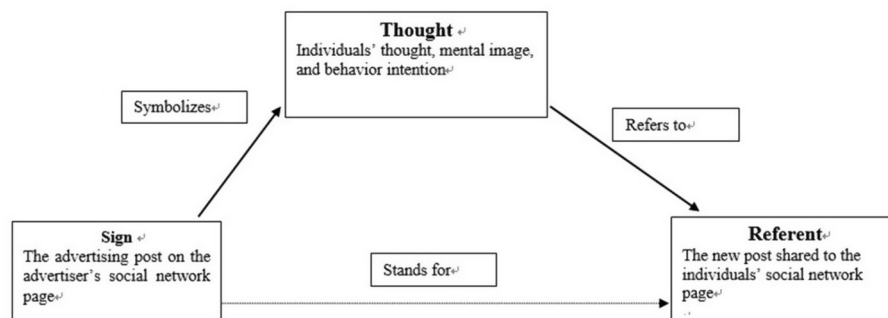 Thought
Individuals' thought, mental image,
and behavior intention
Symbolizes
Refers to
Sign
The advertising post on the
advertiser's social network
page
Stands for
Referent
The new post shared to the
individuals' social network
page